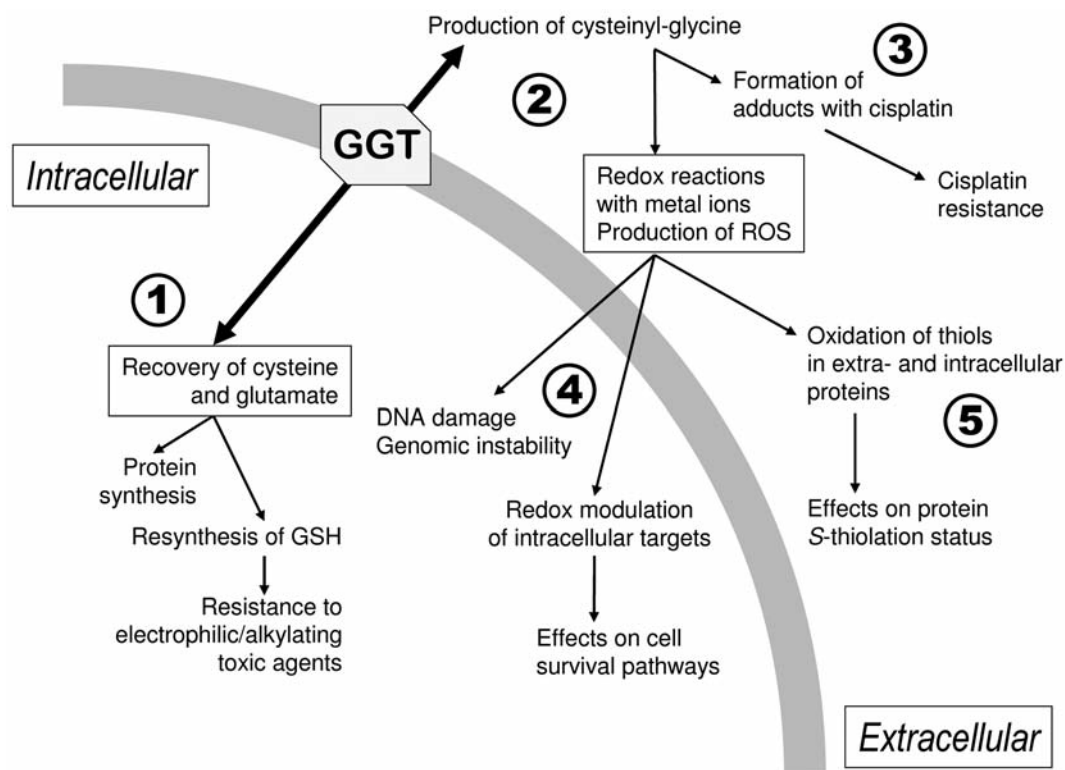 Production of cysteinyl-glycine
3
Formation of
adducts with cisplatin
2
GGT
Intracellular
Redox reactions
with metal ions
Production of ROS
Cisplatin
resistance
1
Recovery of cysteine
and glutamate
Oxidation of thiols
in extra- and intracellular
proteins
4
DNA damage
Genomic instability
5
Protein
synthesis
Resynthesis of GSH
Redox modulation
of intracellular targets
Effects on protein
S-thiolation status
Resistance to
electrophilic/alkylating
toxic agents
Effects on cell
survival pathways
Extracellular